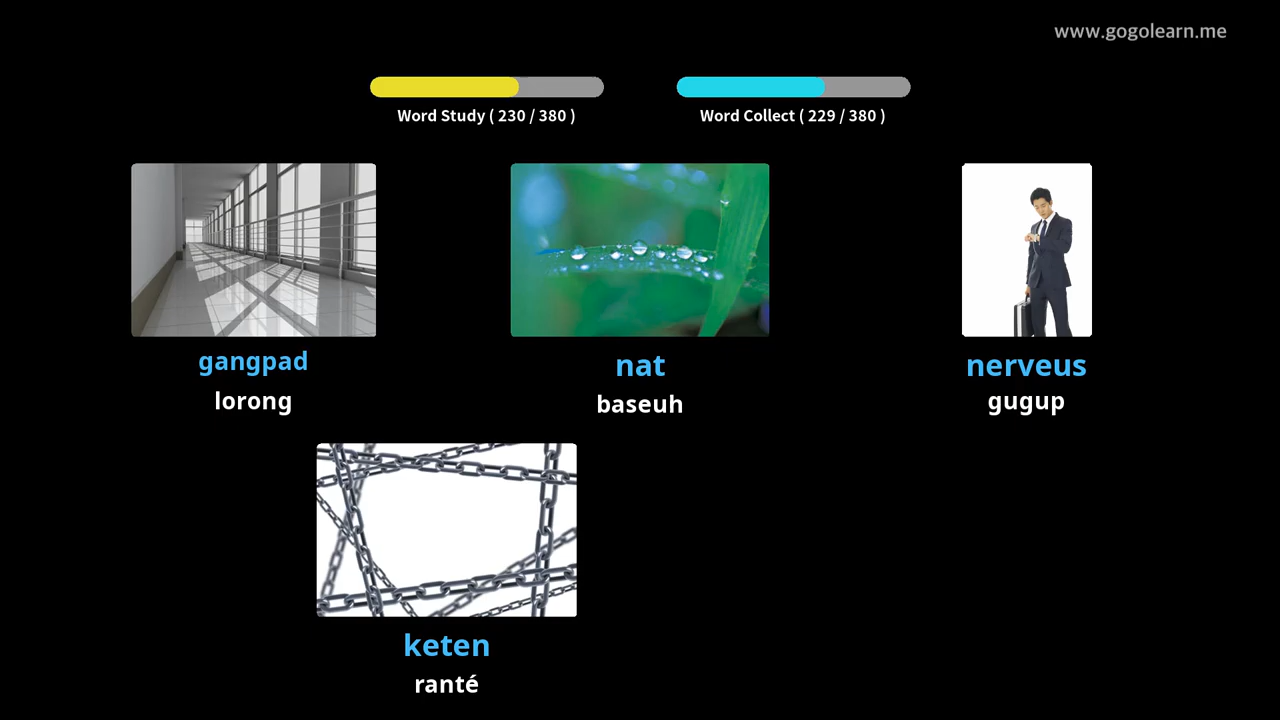 www.gogolearn.me
Word Study ( 230 / 380 )
Word Collect ( 229 / 380 )
gangpad
lorong
nat
baseuh
nerveus
gugup
keten
ranté